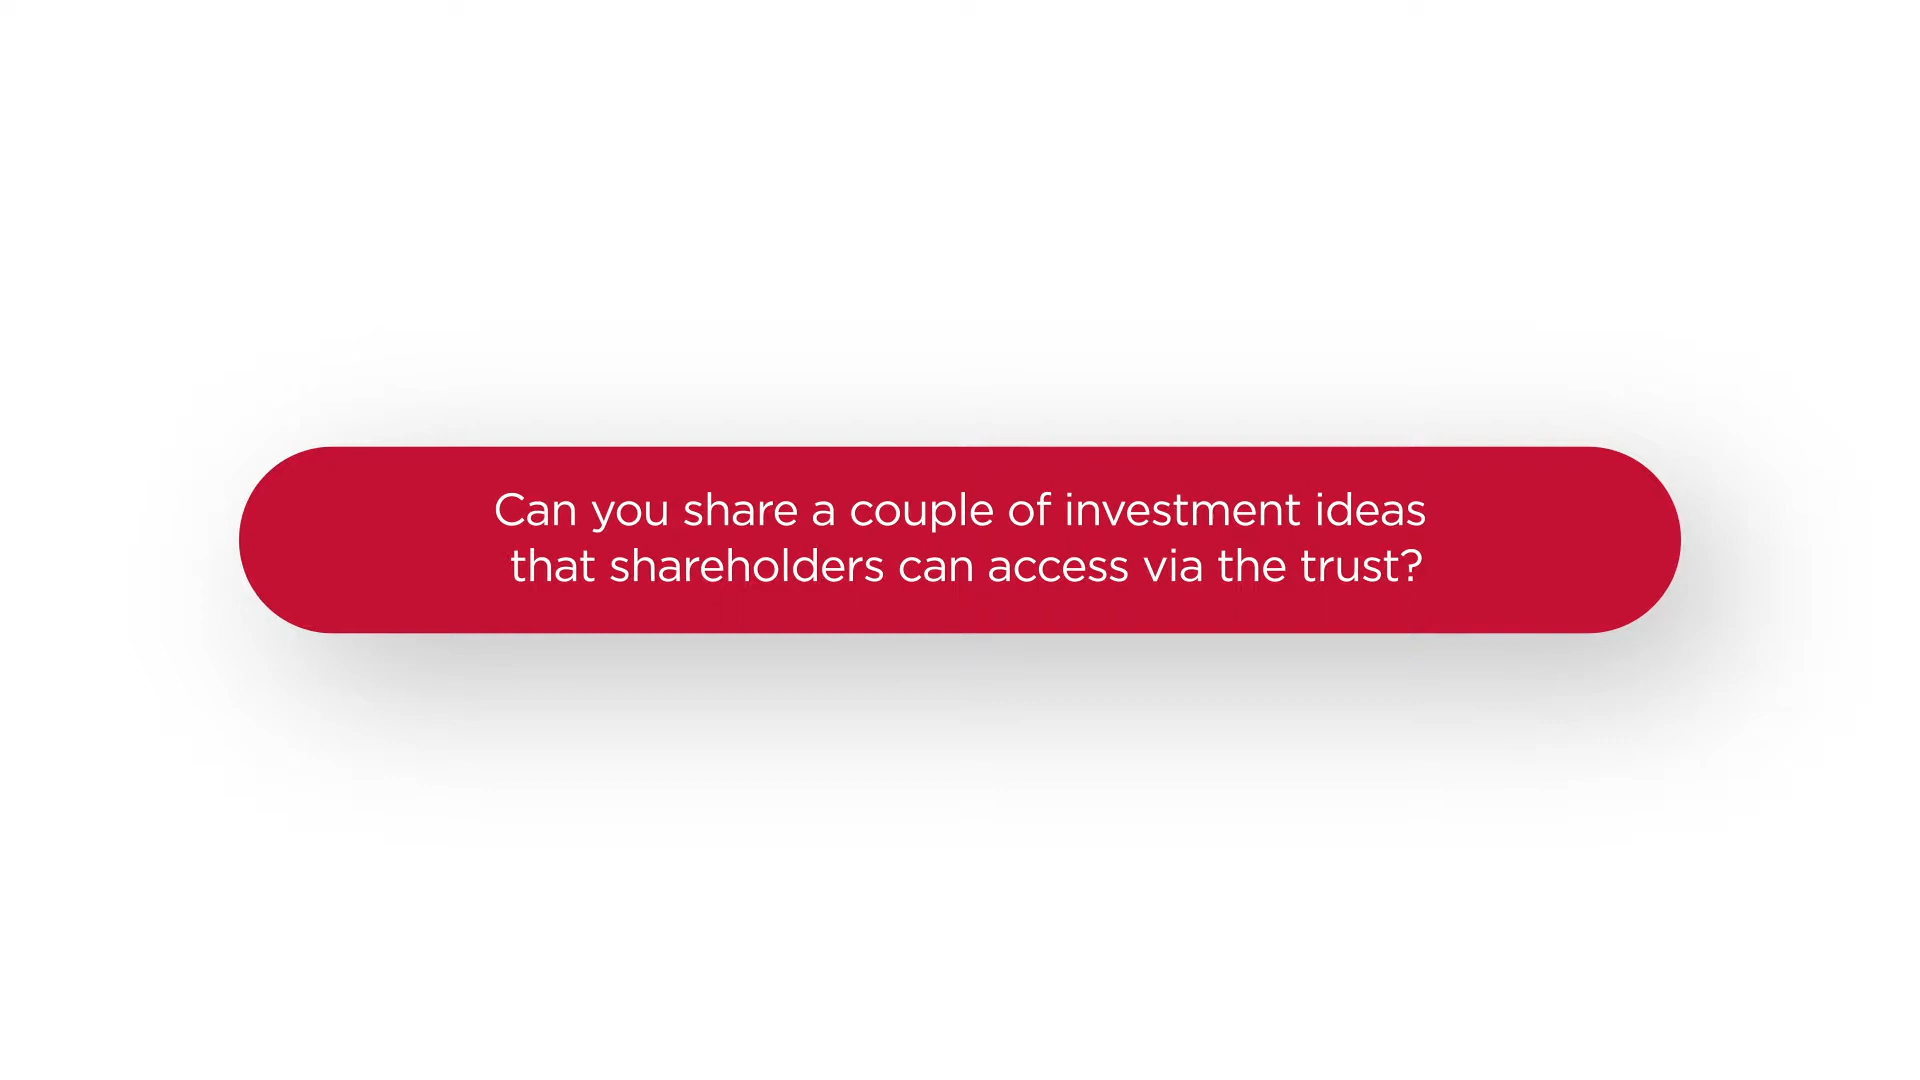 Can you share a couple of investment ideas
that shareholders can access via the trust?